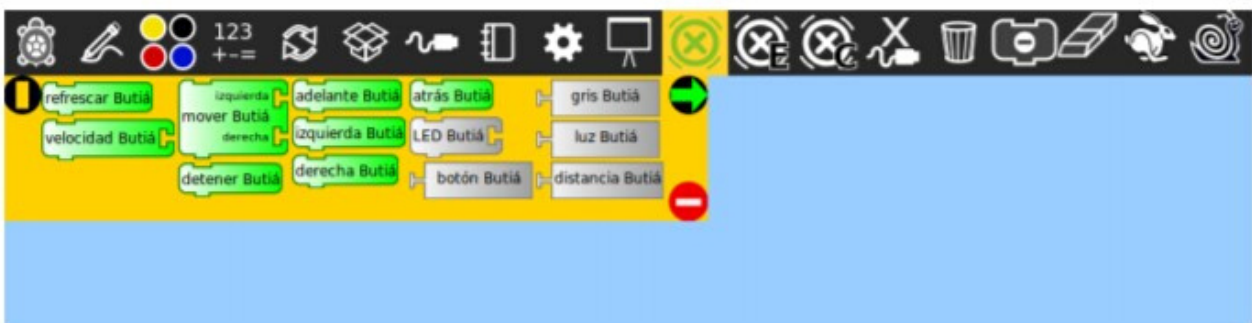 123
+-=
E
C
X
refrescar Butiá
izquierda
mover Butiá
derecha
adelante Butiá
atrás Butiá
gris Butiá
velocidad Butiá
izquierda Butiá
LED Butiá
luz Butiá
detener Butiá
derecha Butiá
botón Butiá
distancia Butiá